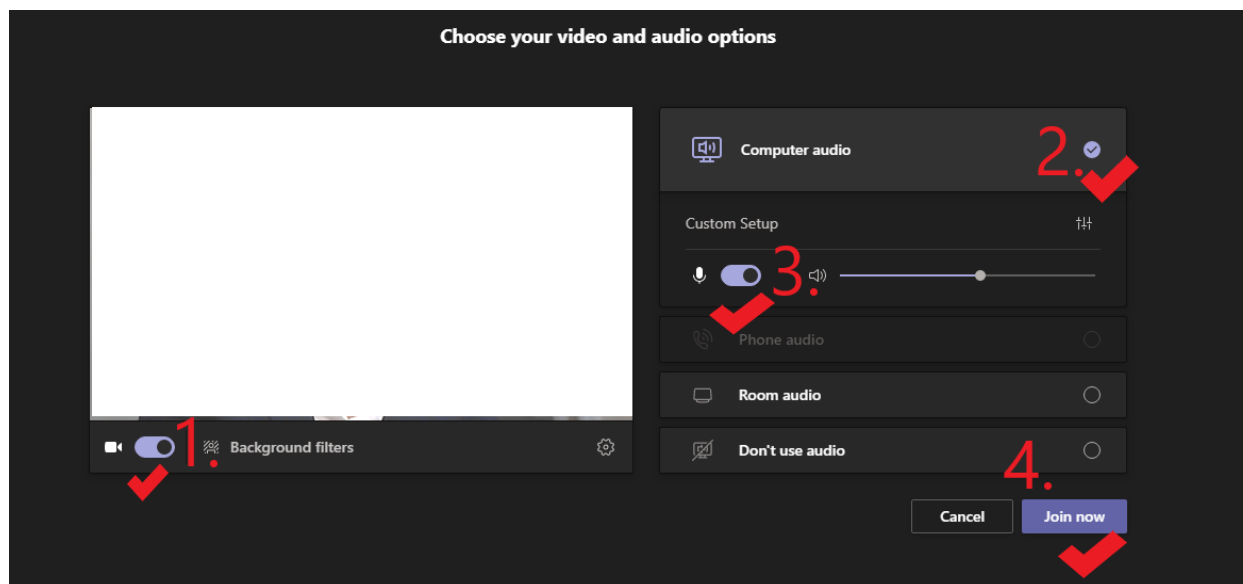 Choose your video and audio options
Computer audio 2.
Custom Setup
3.
Phone audio
Room audio
1. Background filters
Don't use audio
4.
Cancel Join now